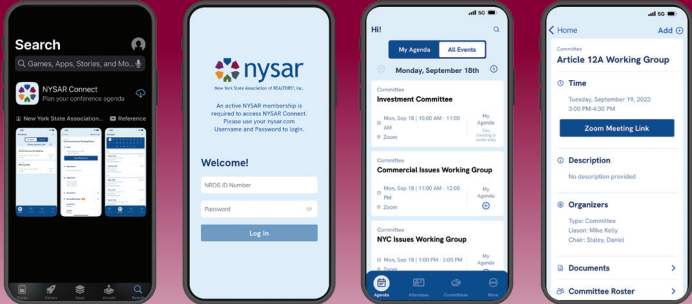 Search
Games, Apps, Stories, and Mo...
NYSAR Connect
Plan your conference agenda
New York State Association...
Reference
Search
nysar
New York State Association of REALTORS®, Inc.
An active NYSAR membership is
required to access NYSAR Connect.
Please use your nysar.com
Username and Password to login.
Welcome!
NRDS ID Number
Password
Log In
5G
Hi!
My Agenda
All Events
Monday, September 18th
Committee
Investment Committee
Mon, Sep 18 | 10:00 AM - 11:00
AM
Zoom
My
Agenda
Committee
Commercial Issues Working Group
Mon, Sep 18 | 11:00 AM - 12:00
PM
Zoom
My
Agenda
Committee
NYC Issues Working Group
Mon, Sep 18 | 1:00 PM - 2:00 PM
Zoom
My
Agenda
Agenda
Attendees
Committees
More
5G
Home
Add
Committee
Article 12A Working Group
Time
Tuesday, September 19, 2023
3:00 PM-4:30 PM
Zoom Meeting Link
Description
No description provided
Organizers
Type: Committee
Liason: Mike Kelly
Chair: Staley, Daniel
Documents
Committee Roster